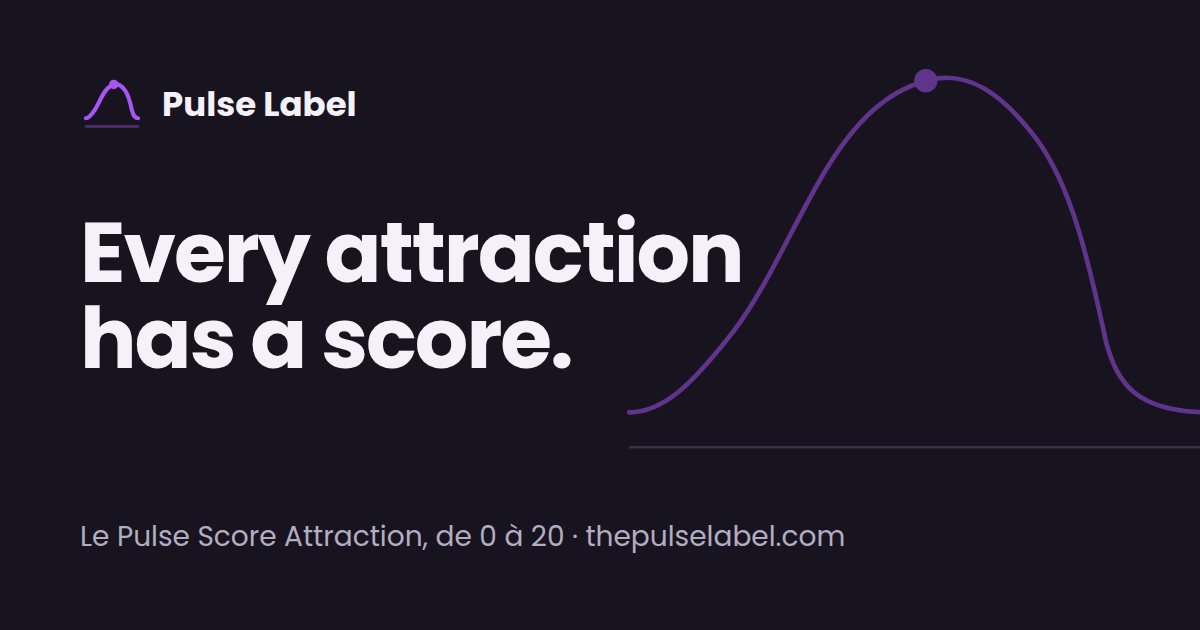 Pulse Label
Every attraction
has a score.
Le Pulse Score Attraction, de 0 à 20 · thepulselabel.com